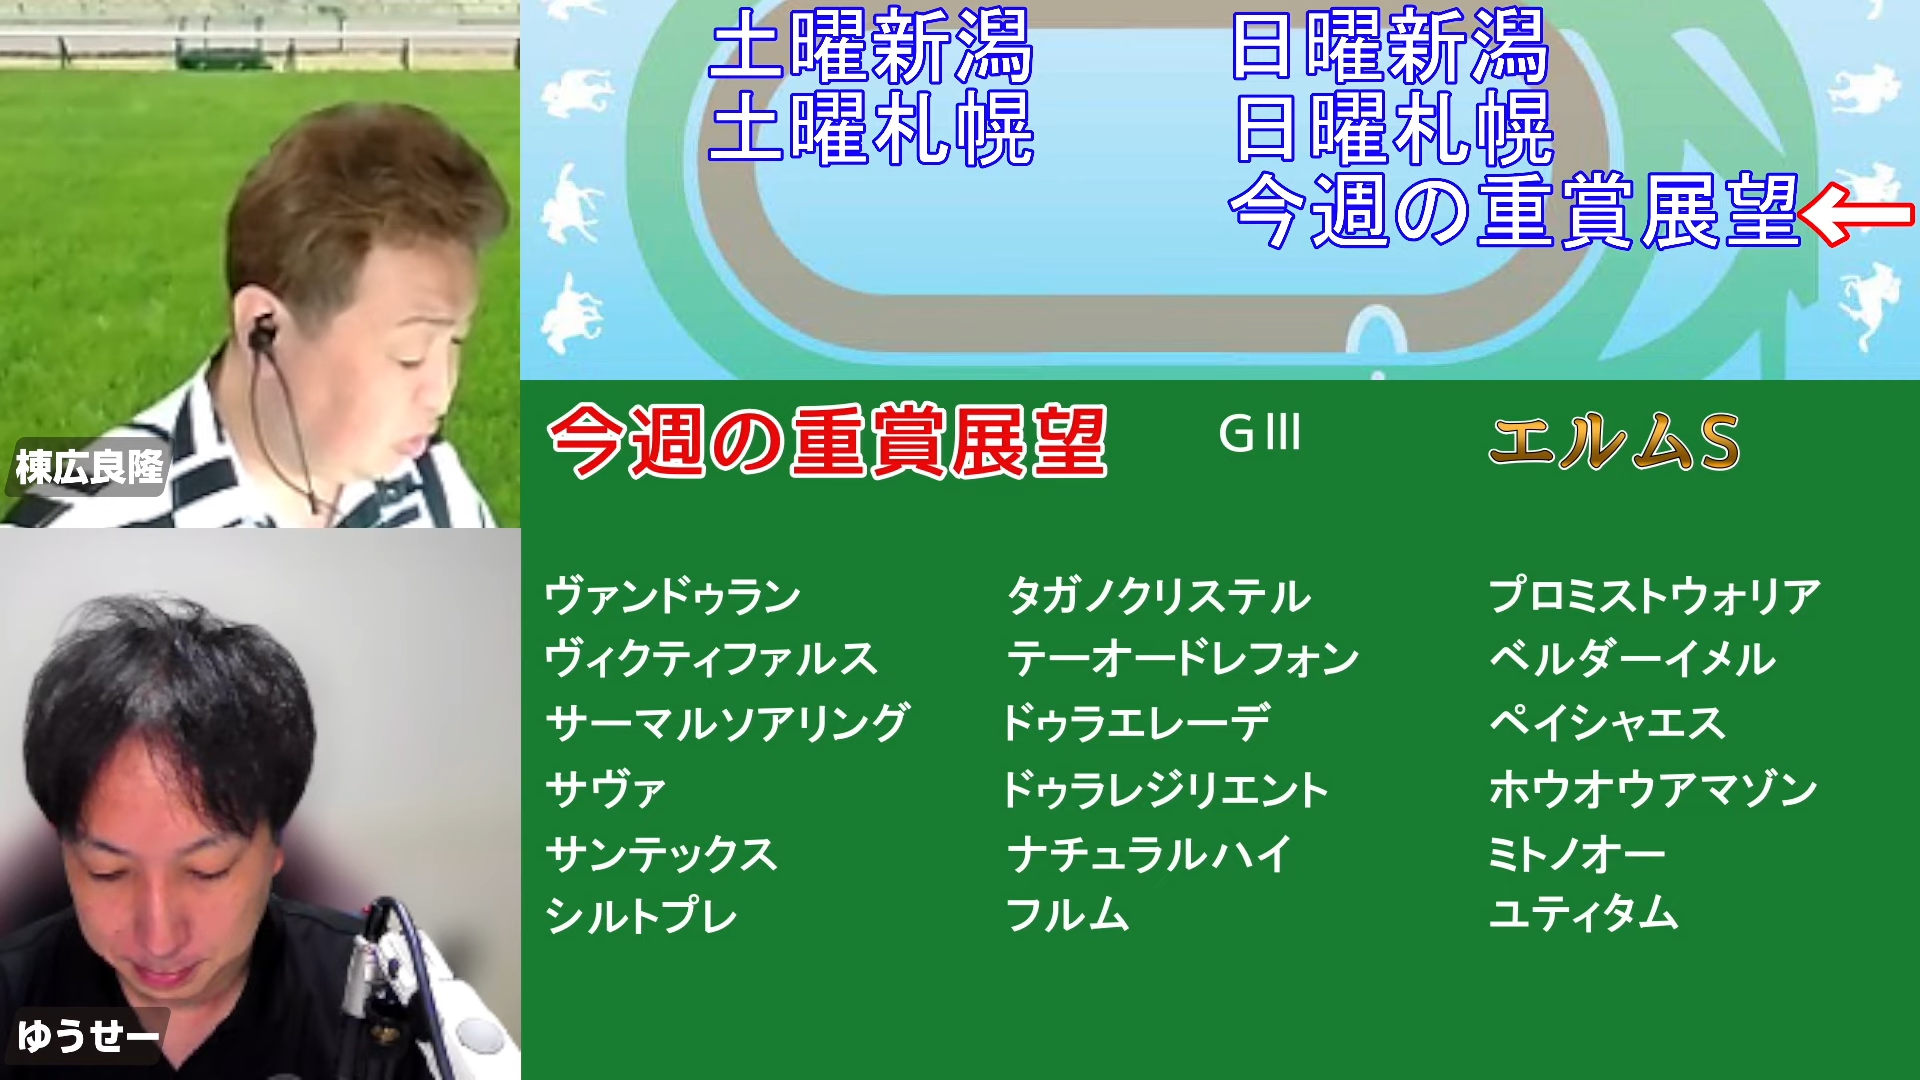 土曜新潟
日曜新潟
土曜札幌
日曜札幌
今週の重賞展望
棟広良隆
今週の重賞展望
GⅢ
エルムS
ヴァンドゥラン
タガノクリステル
プロミストウォリア
ヴィクティファルス
テーオードレフォン
ベルダーイメル
サーマルソアリング
ドゥラエレーデ
ペイシャエス
サヴァ
ドゥラレジリエント
ホウオウアマゾン
サンテックス
ナチュラルハイ
ミトノオー
シルトプレ
フルム
ユティタム
ゆうせー